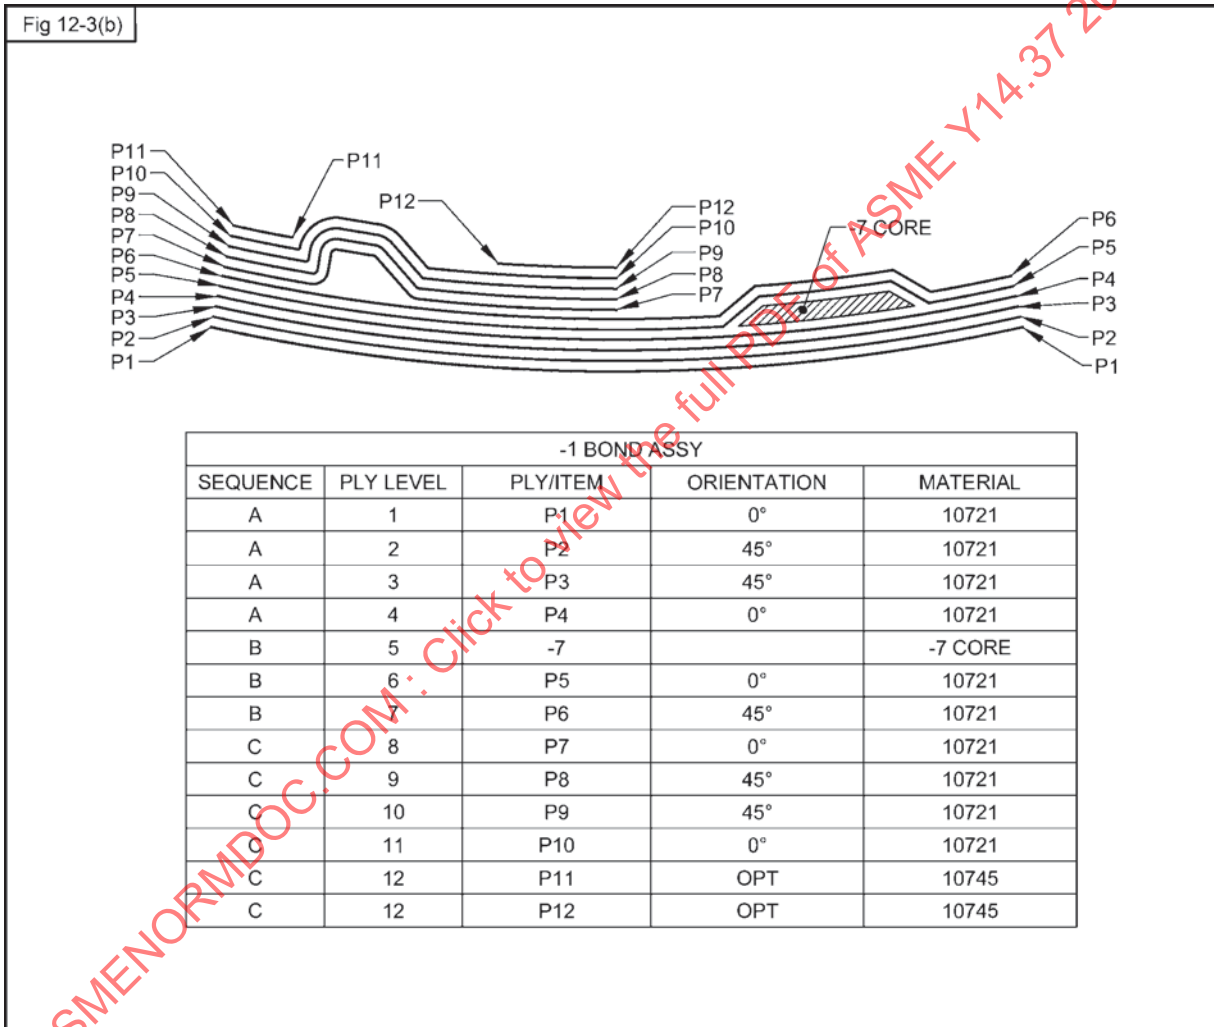 Fig 12-3(b)
P11
P10
P9
P8
P7
P6
P5
P4
P3
P2
P1
P11
P12
P12
P10
P9
P8
P7
-7 CORE
P6
P5
P4
P3
P2
P1
-1 BOND ASSY
SEQUENCE PLY LEVEL PLY/ITEM ORIENTATION MATERIAL
A 1 P1 0° 10721
A 2 P2 45° 10721
A 3 P3 45° 10721
A 4 P4 0° 10721
B 5 -7 -7 CORE
B 6 P5 0° 10721
B 7 P6 45° 10721
C 8 P7 0° 10721
C 9 P8 45° 10721
C 10 P9 45° 10721
C 11 P10 0° 10721
C 12 P11 OPT 10745
C 12 P12 OPT 10745
SMENORMDOC.COM : Click to view the full PDF of ASME Y14.37